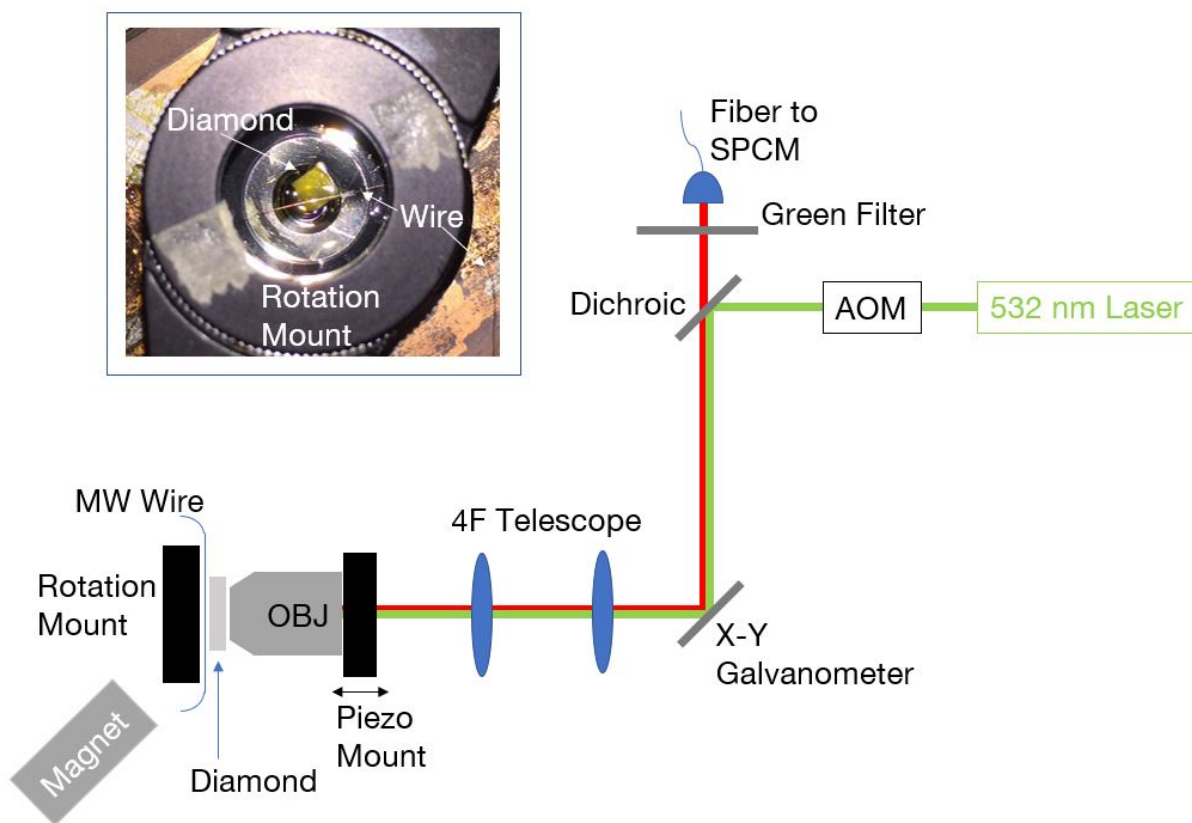 Diamond
Wire
Rotation
Mount
Fiber to
SPCM
Green Filter
Dichroic
AOM
532 nm Laser
MW Wire
4F Telescope
Rotation
Mount
OBJ
X-Y
Galvanometer
Piezo
Mount
Magnet
Diamond